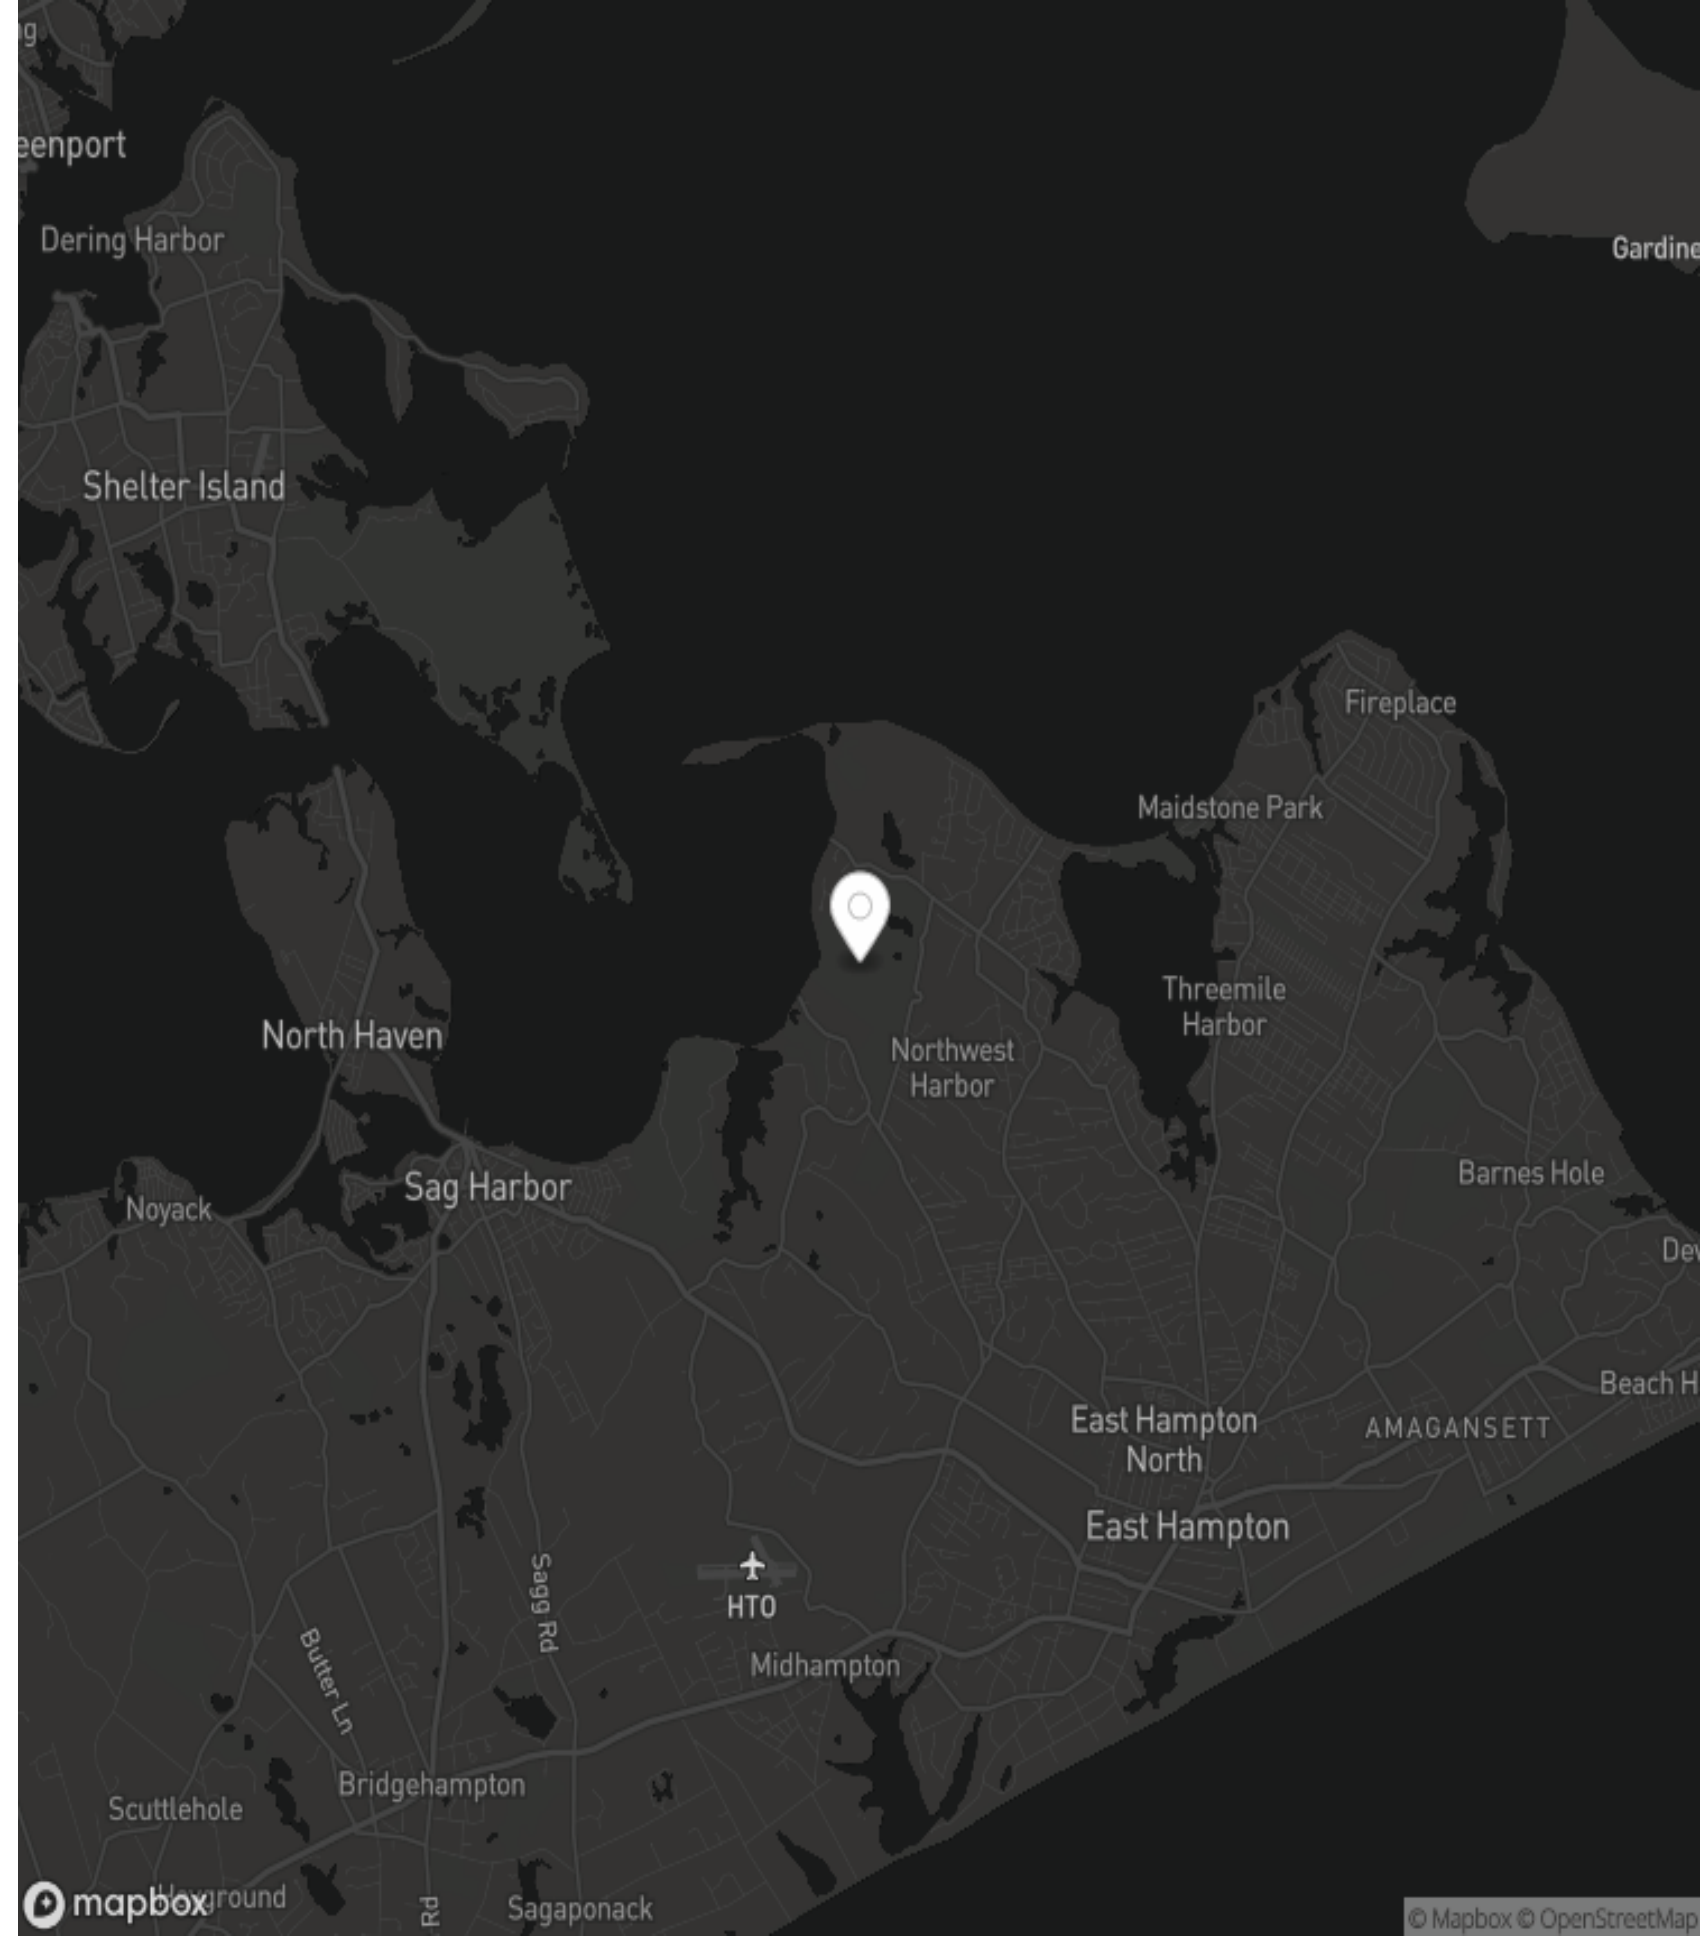 eenport
Dering Harbor
Gardine
Shelter Island
Fireplace
Maidstone Park
Threemile
Harbor
North Haven
Northwest
Harbor
Sag Harbor
Barnes Hole
Noyack
Dev
Beach H
East Hampton
North
AMAGANSETT
East Hampton
HTO
Sagg Rd
Butter Ln
Midhampton
Bridgehampton
Scuttlehole
mapbox
Rd
Sagaponack
© Mapbox © OpenStreetMap